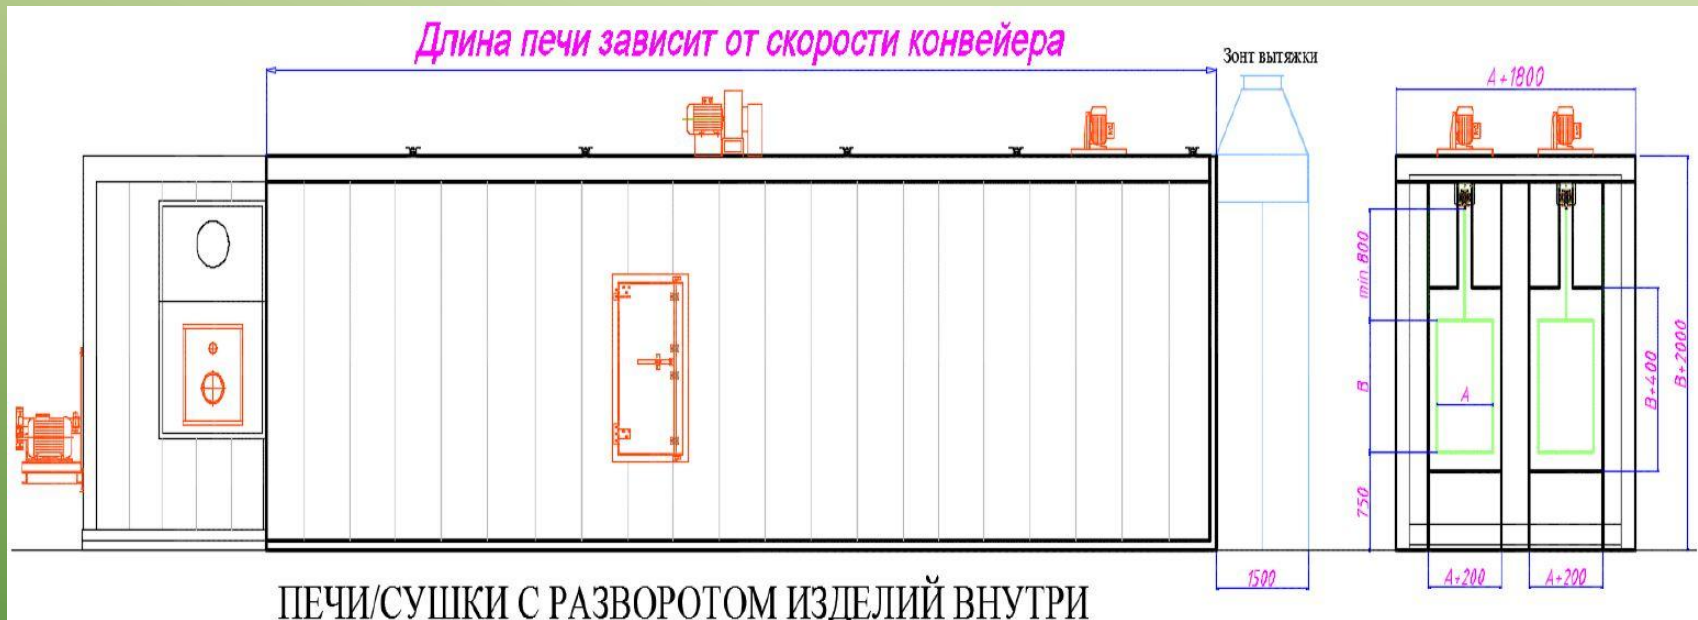 Длина печи зависит от скорости конвейера
Зонт вытяжки
A+1800
min 800
B
A
750
B+400
B+2000
1500
A+200
A+200
ПЕЧИ/СУШКИ С РАЗВОРОТОМ ИЗДЕЛИЙ ВНУТРИ